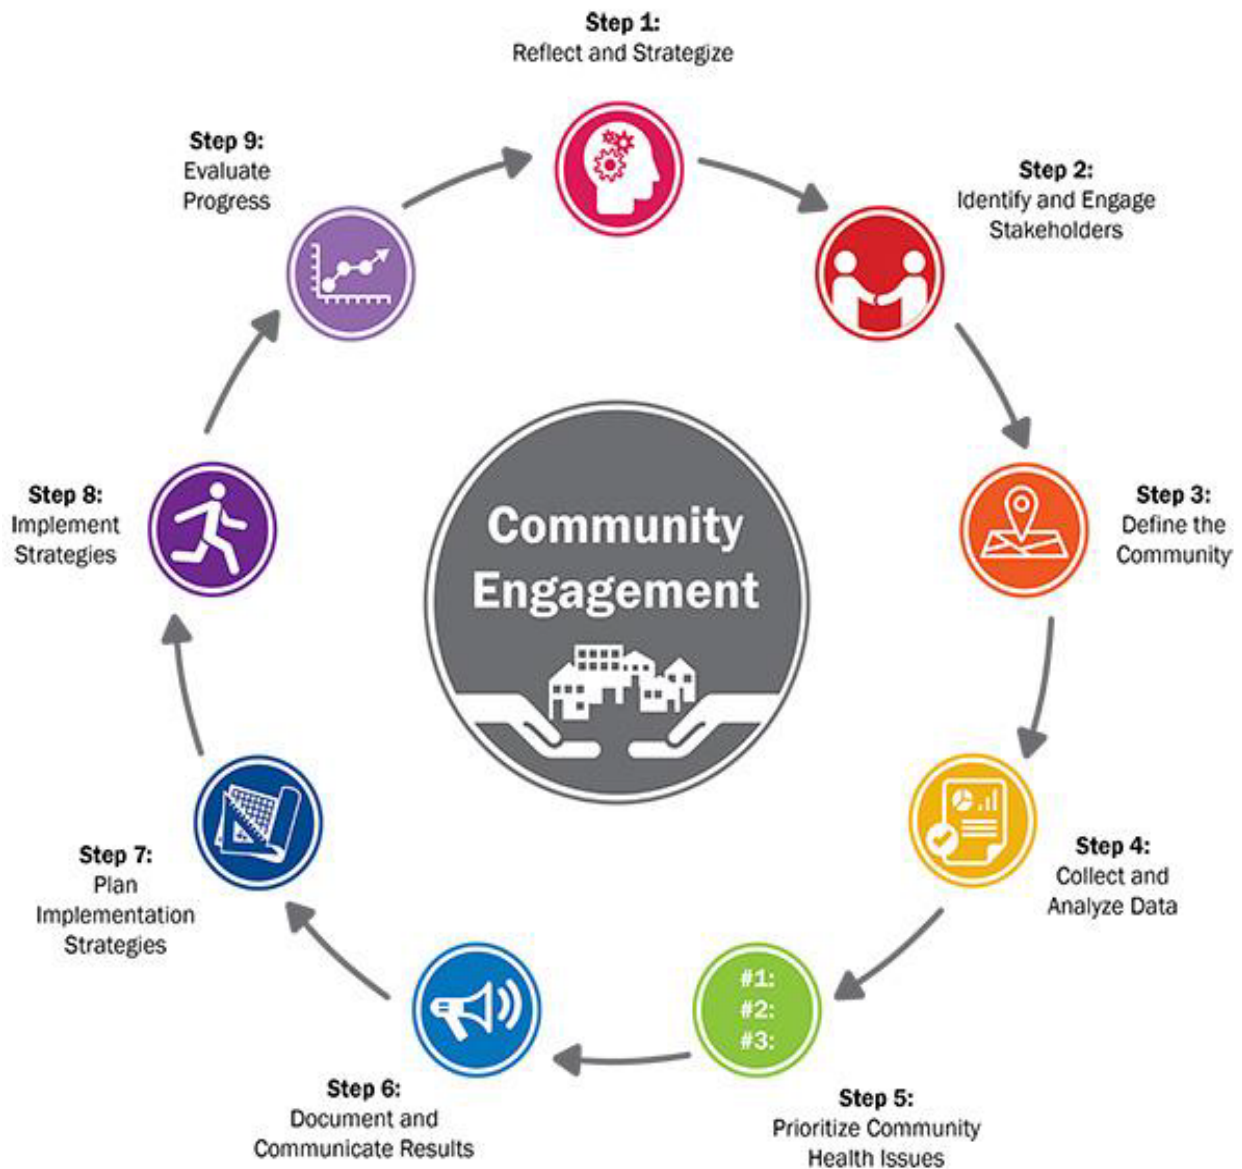 Step 1:
Reflect and Strategize
Step 2:
Identify and Engage
Stakeholders
Step 3:
Define the
Community
Step 4:
Collect and
Analyze Data
Step 5:
Prioritize Community
Health Issues
#1:
#2:
#3:
Step 6:
Document and
Communicate Results
Step 7:
Plan
Implementation
Strategies
Step 8:
Implement
Strategies
Step 9:
Evaluate
Progress
Community
Engagement